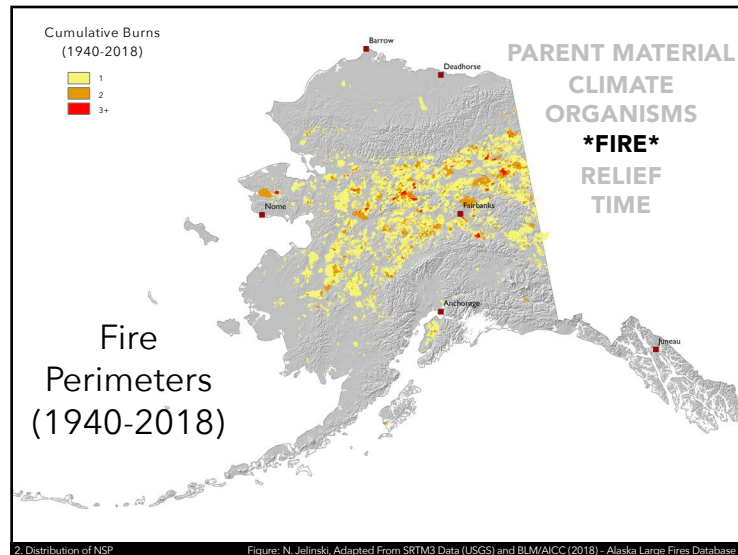 Cumulative Burns
(1940-2018)
1
2
3+
Barrow
Deadhorse
PARENT MATERIAL
CLIMATE
ORGANISMS
*FIRE*
RELIEF
TIME
Nome
Fairbanks
Anchorage
Juneau
Fire
Perimeters
(1940-2018)
2. Distribution of NSP
Figure: N. Jelinski, Adapted From SRTM3 Data (USGS) and BLM/AICC (2018) - Alaska Large Fires Database